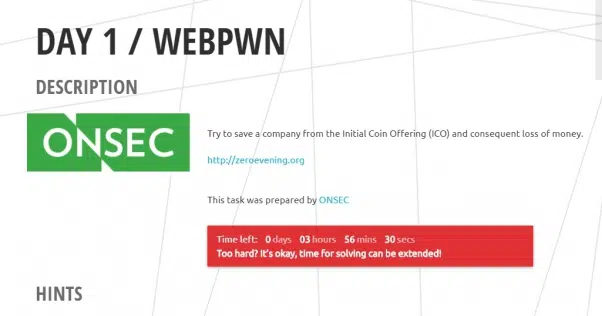 DAY 1 / WEBPWN
DESCRIPTION
ONSEC
Try to save a company from the Initial Coin Offering (ICO) and consequent loss of money.
http://zeroevening.org
This task was prepared by ONSEC
Time left: 0 days 03 hours 56 mins 30 secs
Too hard? It's okay, time for solving can be extended!
HINTS